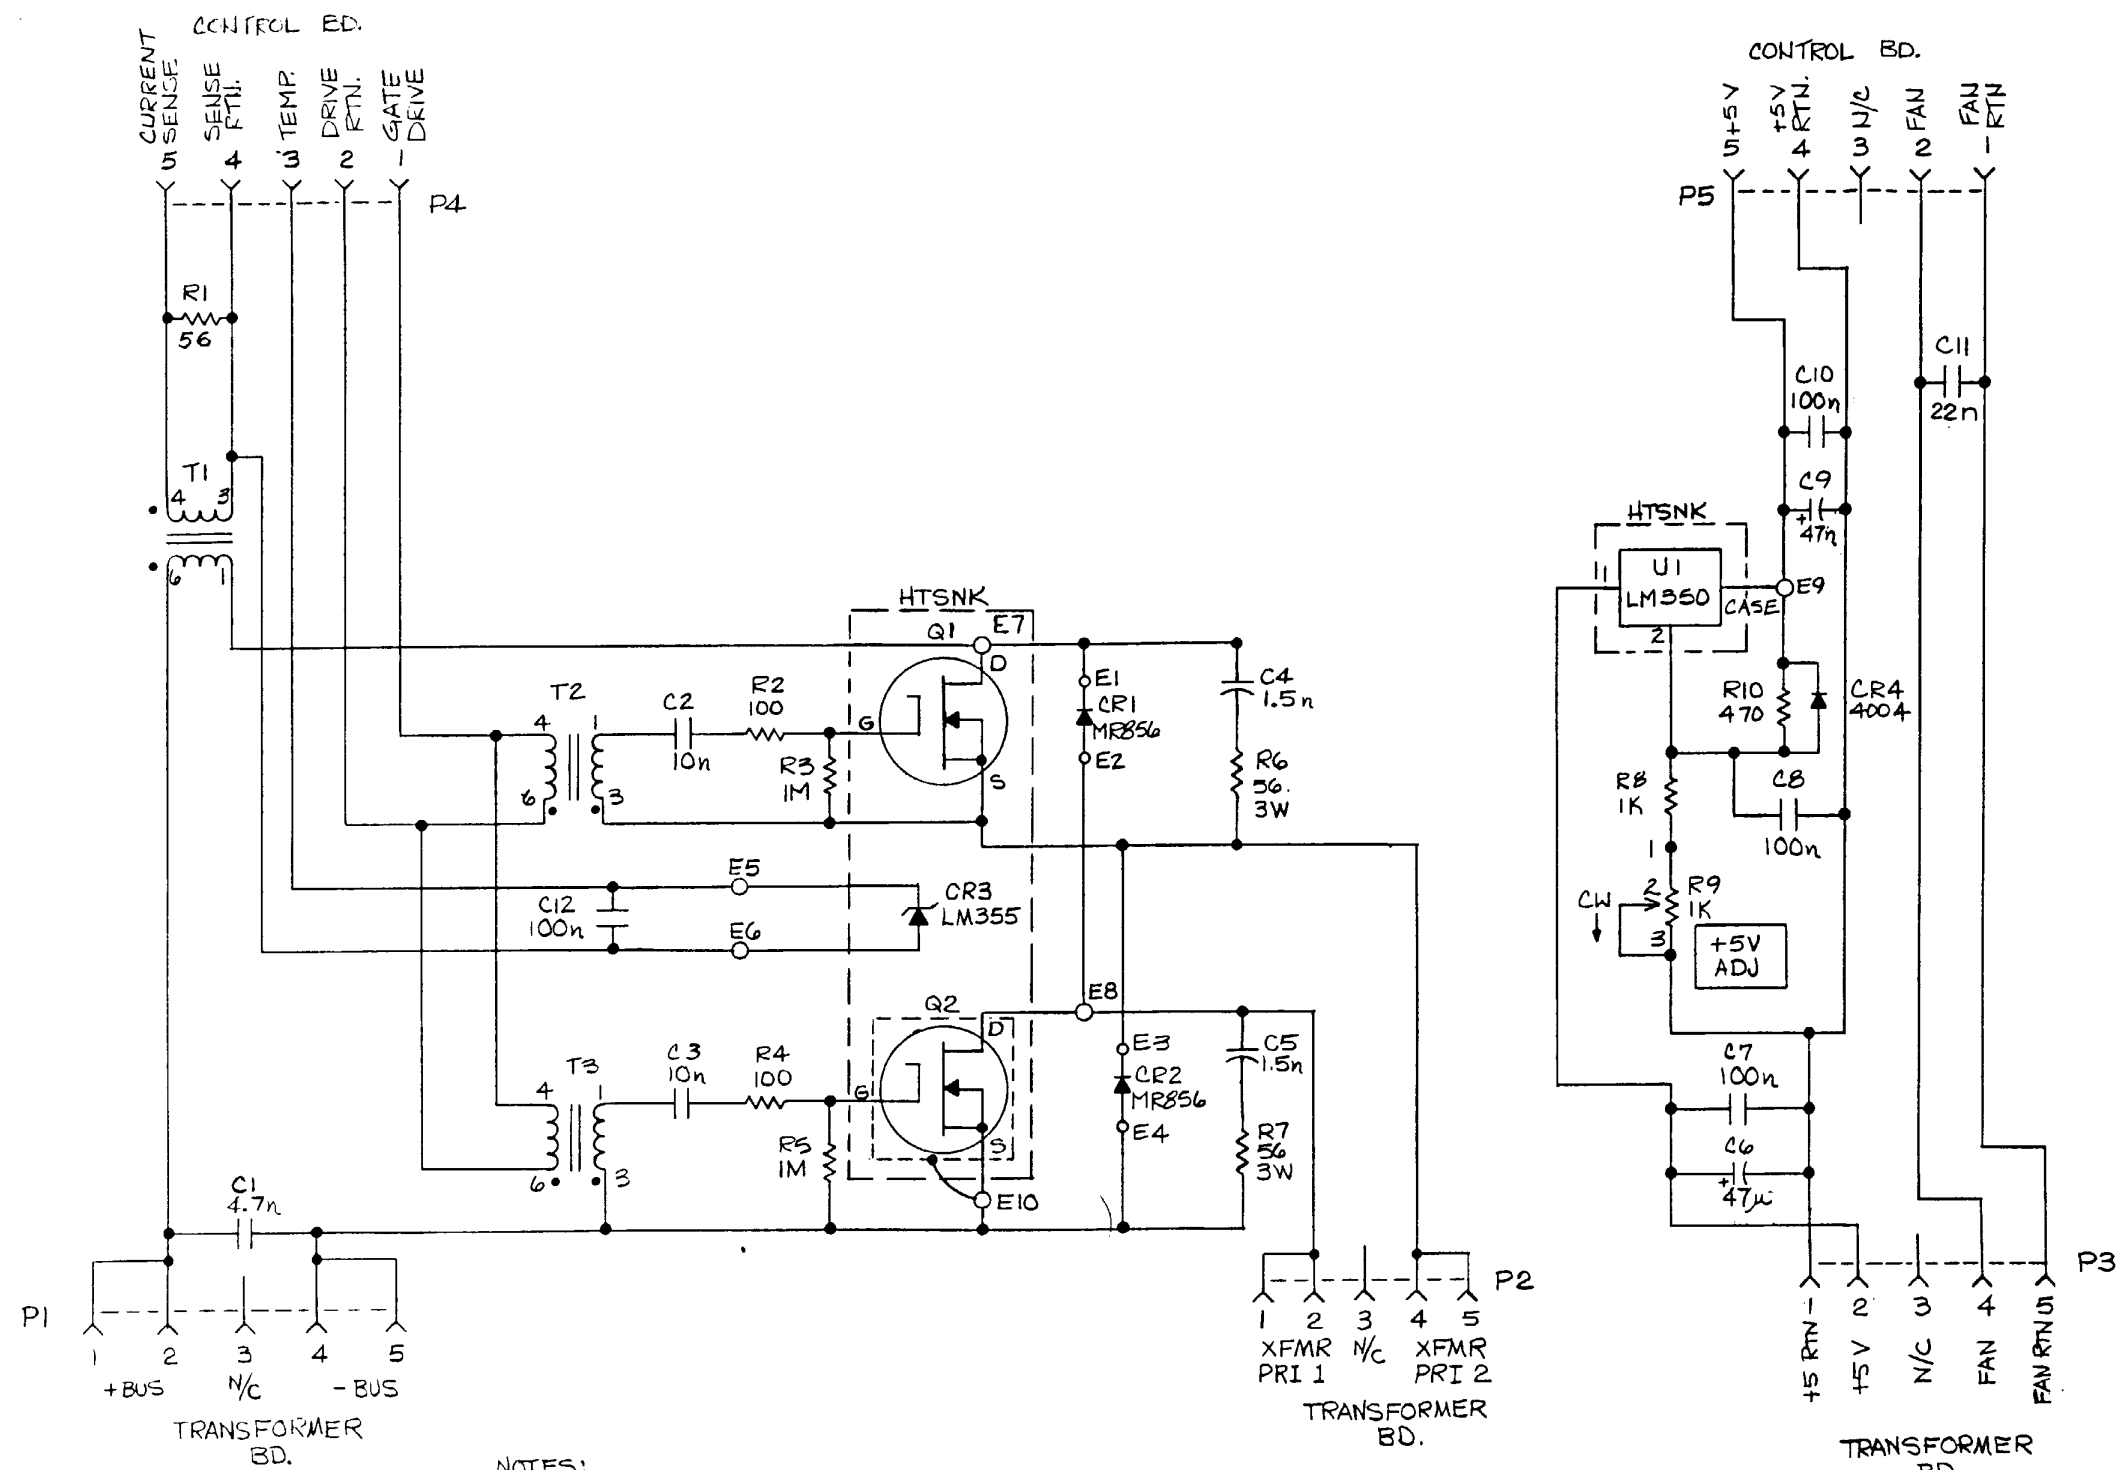 CONTROL BD.
CURRENT
SENSE
SENSE
RTN.
TEMP.
DRIVE
RTN.
GATE
DRIVE
5 4 3 2 1
P4
R1
56
T1
4 3
6 1
T2
4 1
6 3
C2
10n
R2
100
R3
1M
HTSNK
Q1
E7
D
G
S
E1
CR1
MR856
E2
C4
1.5n
R6
56.
3W
E5
C12
100n
E6
CR3
LM355
Q2
E8
D
G
S
E10
T3
4 1
6 3
C3
10n
R4
100
R5
1M
E3
CR2
MR856
E4
C5
1.5n
R7
56
3W
C1
4.7n
P1
1 2 3 4 5
+BUS N/C -BUS
TRANSFORMER
BD.
NOTES:
P2
1 2 3 4 5
XFMR N/C XFMR
PRI 1 PRI 2
TRANSFORMER
BD.
CONTROL BD.
+5V
+5V
RTN.
N/C
FAN
FAN
RTN
5 4 3 2 1
P5
C11
22n
C10
100n
C9
+
47n
HTSNK
1
U1
LM350
CASE
2
E9
R10
470
CR4
4004
R8
1K
C8
100n
1
CW
2
R9
1K
3
+5V
ADJ
C7
100n
C6
+
47µ
P3
1 2 3 4 5
+5 RTN
+5V
N/C
FAN
FAN RTN
TRANSFORMER
BD.